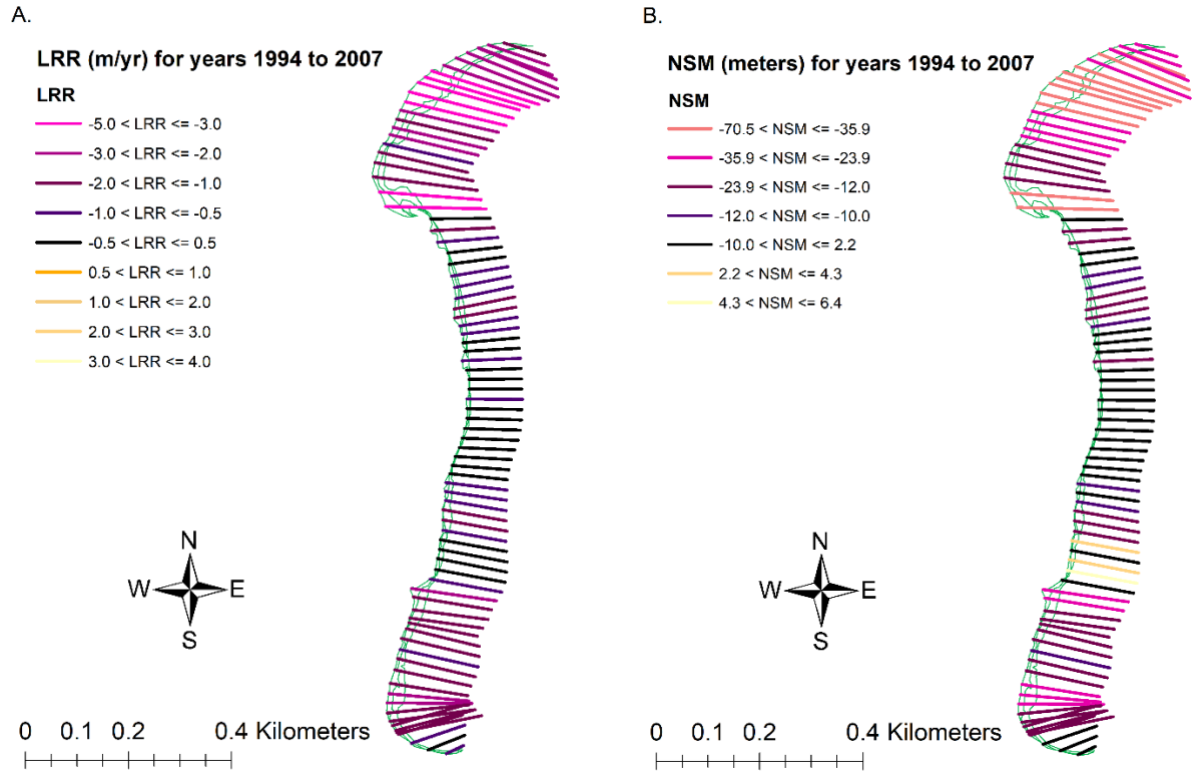 A.
LRR (m/yr) for years 1994 to 2007
LRR
-5.0 < LRR <= -3.0
-3.0 < LRR <= -2.0
-2.0 < LRR <= -1.0
-1.0 < LRR <= -0.5
-0.5 < LRR <= 0.5
0.5 < LRR <= 1.0
1.0 < LRR <= 2.0
2.0 < LRR <= 3.0
3.0 < LRR <= 4.0
N
W E
S
0 0.1 0.2 0.4 Kilometers
B.
NSM (meters) for years 1994 to 2007
NSM
-70.5 < NSM <= -35.9
-35.9 < NSM <= -23.9
-23.9 < NSM <= -12.0
-12.0 < NSM <= -10.0
-10.0 < NSM <= 2.2
2.2 < NSM <= 4.3
4.3 < NSM <= 6.4
N
W E
S
0 0.1 0.2 0.4 Kilometers